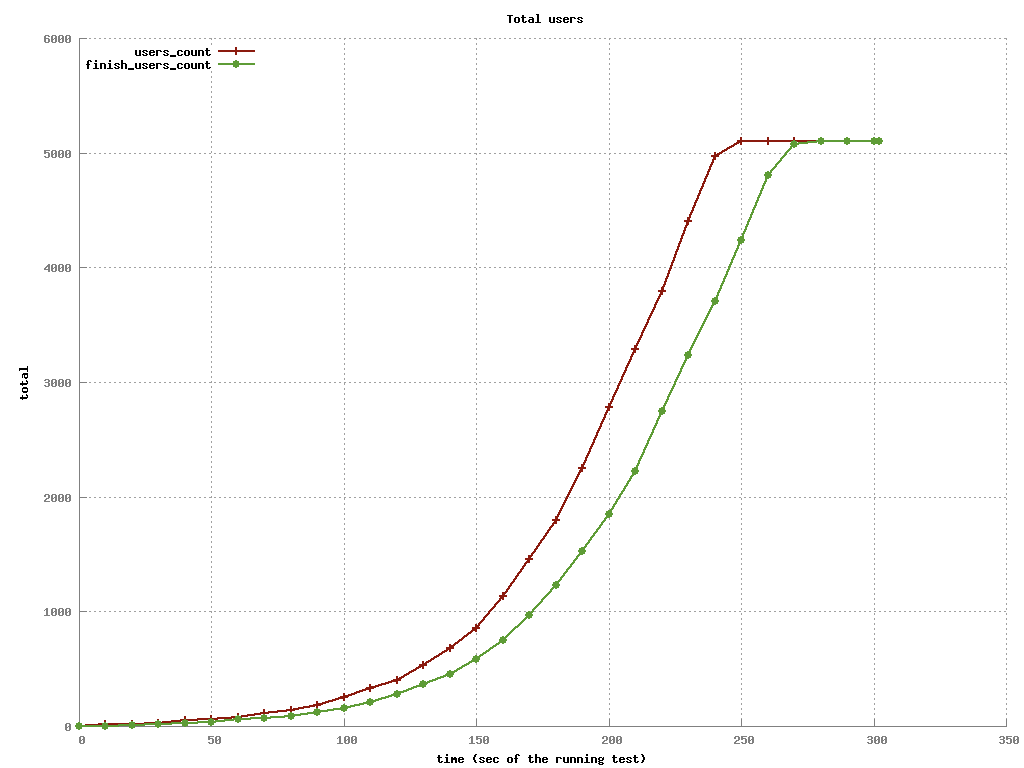 Total users
6000
users_count
finish_users_count
5000
4000
3000
total
2000
1000
0
0 50 100 150 200 250 300 350
time (sec of the running test)